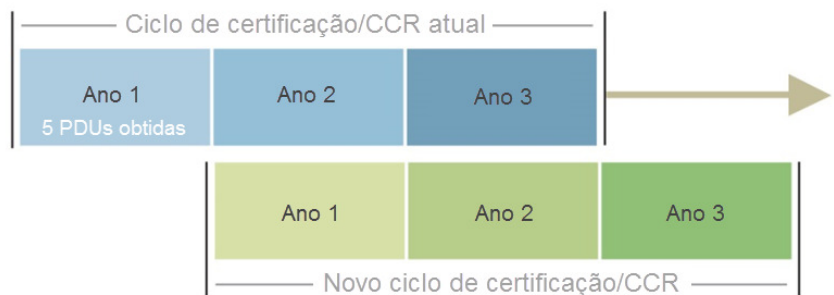 Ciclo de certificação/CCR atual
Ano 1
Ano 2
Ano 3
5 PDUs obtidas
Ano 1
Ano 2
Ano 3
Novo ciclo de certificação/CCR